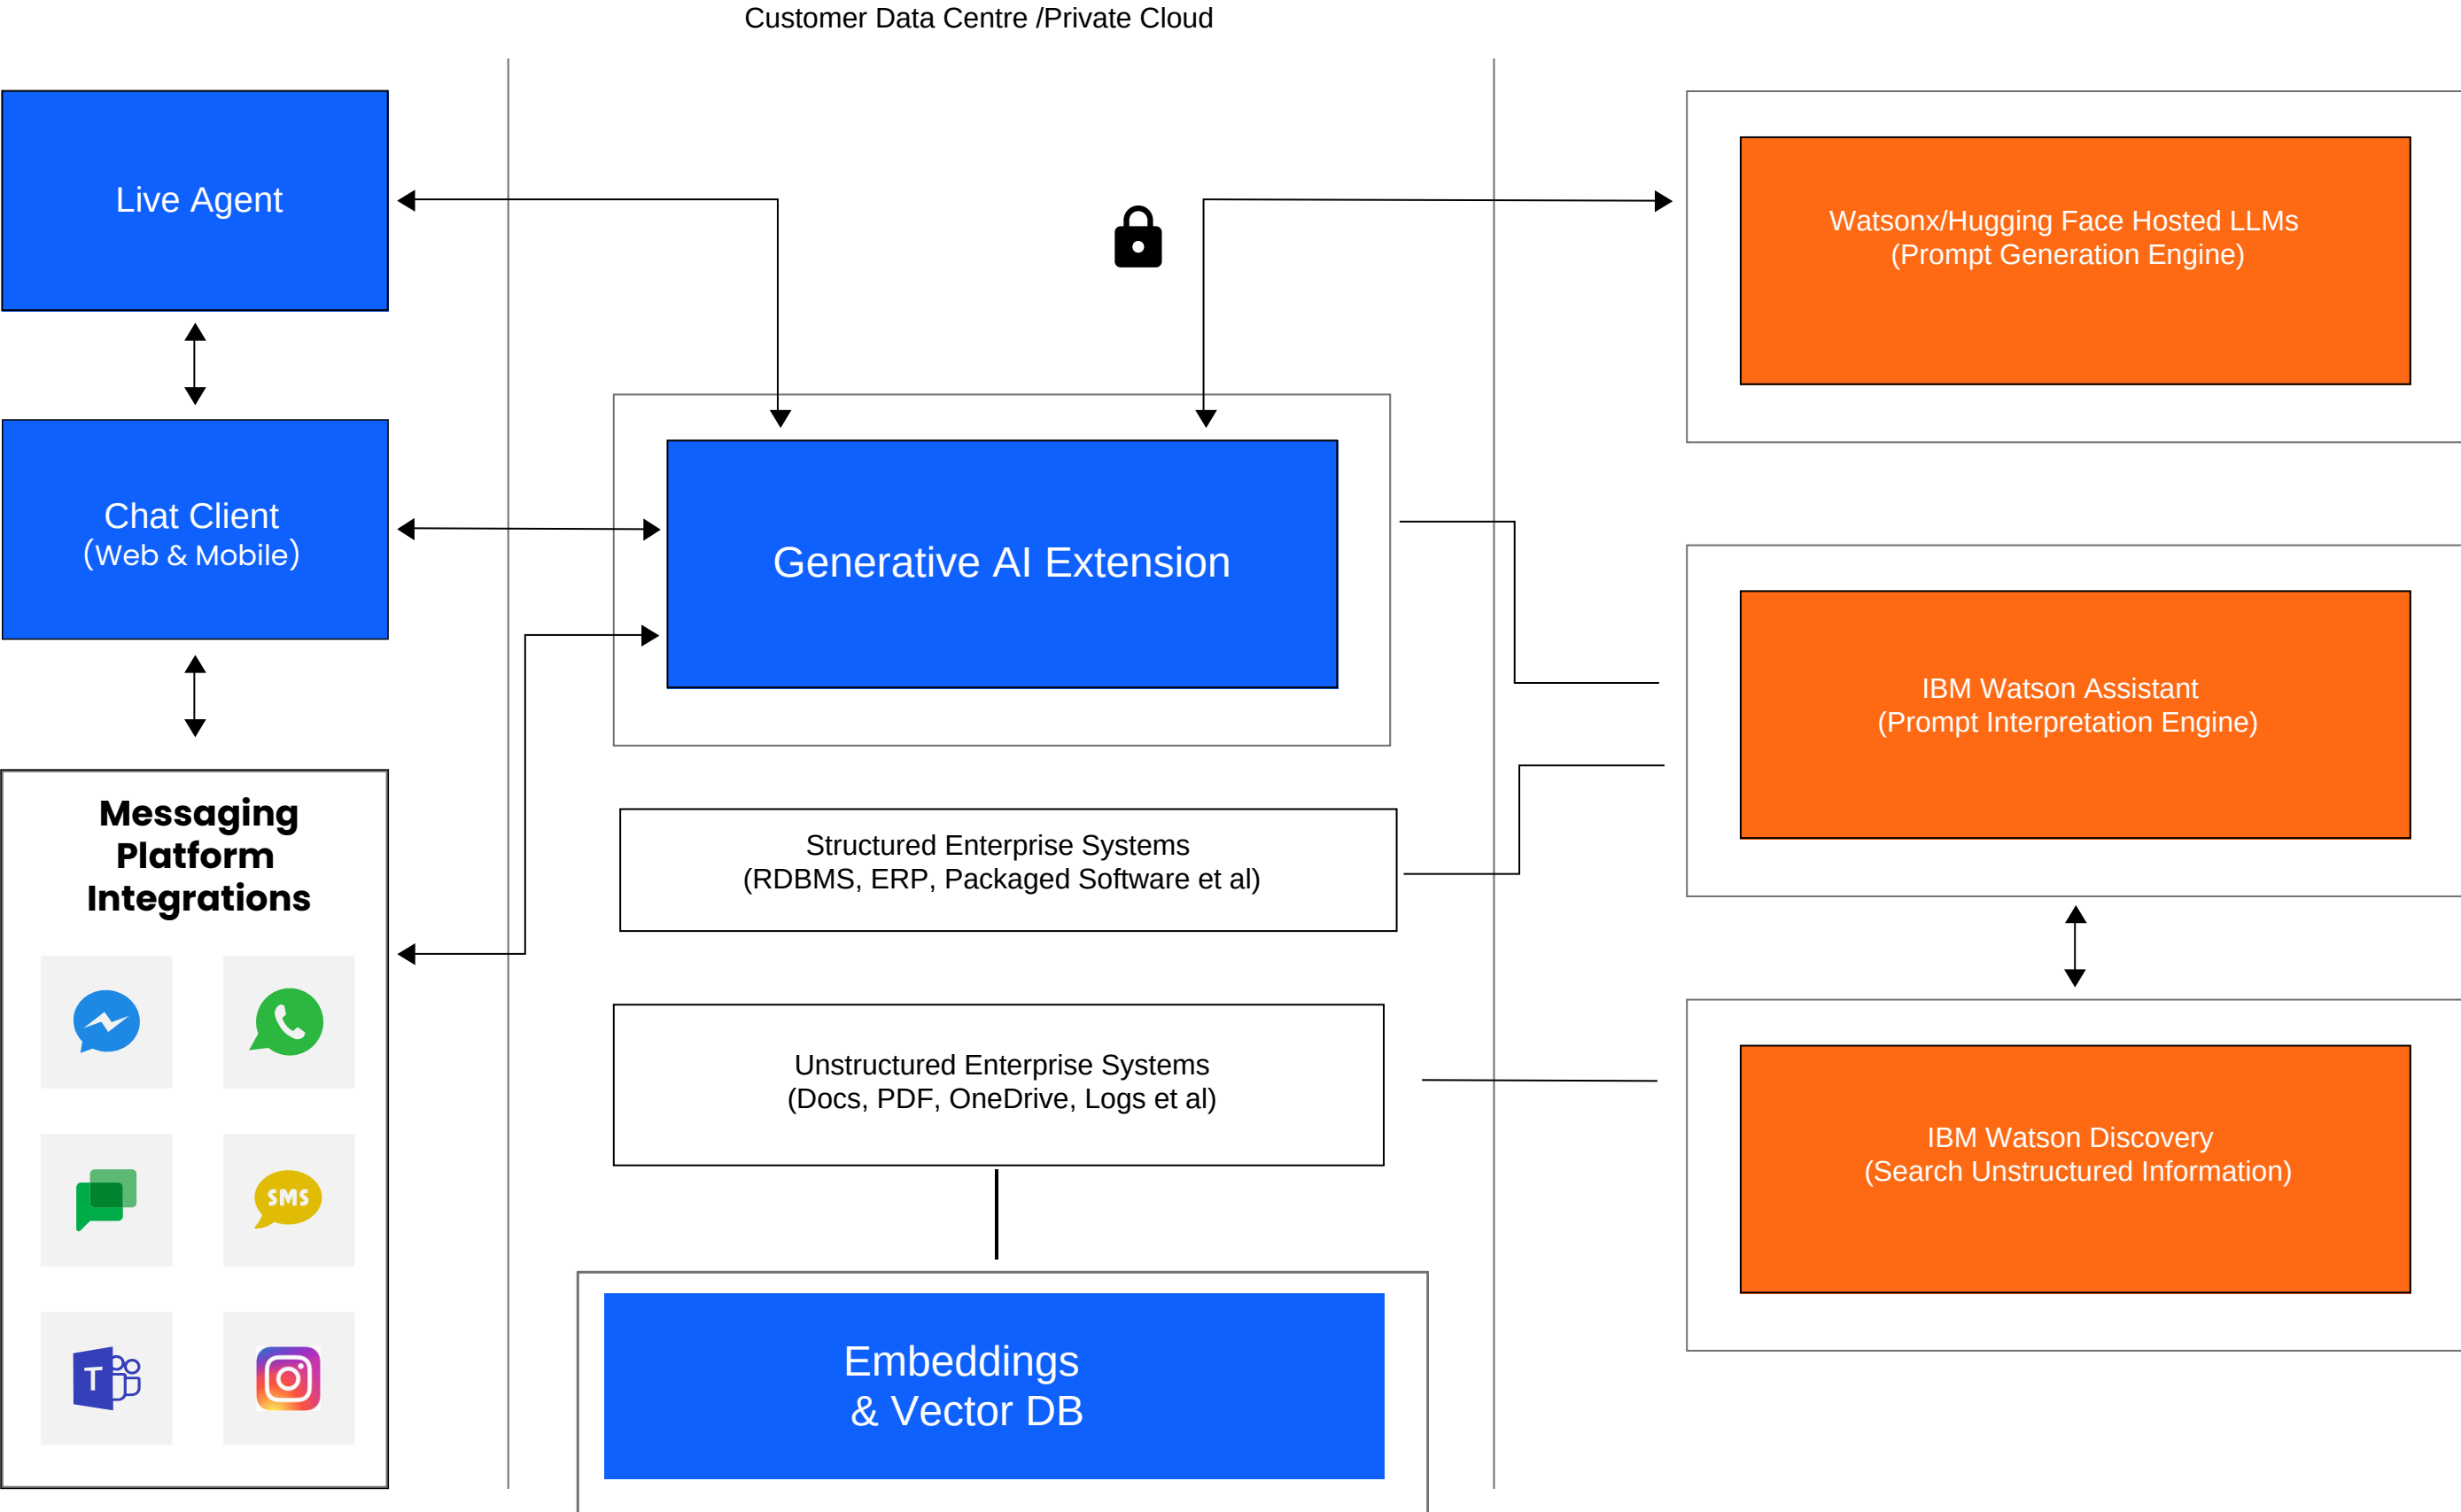 Customer Data Centre /Private Cloud
Live Agent
Chat Client
(Web & Mobile)
Messaging
Platform
Integrations
SMS
T
Generative AI Extension
Structured Enterprise Systems
(RDBMS, ERP, Packaged Software et al)
Unstructured Enterprise Systems
(Docs, PDF, OneDrive, Logs et al)
Embeddings
& Vector DB
Watsonx/Hugging Face Hosted LLMs
(Prompt Generation Engine)
IBM Watson Assistant
(Prompt Interpretation Engine)
IBM Watson Discovery
(Search Unstructured Information)